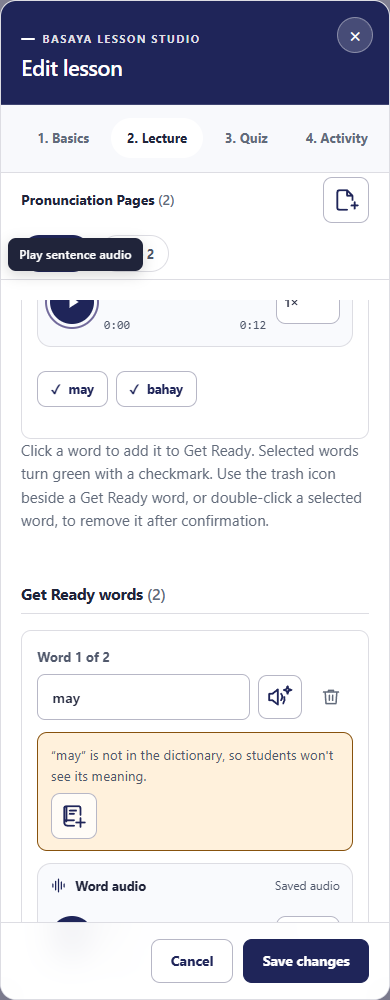 BASAYA LESSON STUDIO
Edit lesson
1. Basics
2. Lecture
3. Quiz
4. Activity
Pronunciation Pages (2)
Play sentence audio
2
0:00
0:12
1×
✓ may
✓ bahay
Click a word to add it to Get Ready. Selected words
turn green with a checkmark. Use the trash icon
beside a Get Ready word, or double-click a selected
word, to remove it after confirmation.
Get Ready words (2)
Word 1 of 2
may
“may” is not in the dictionary, so students won't
see its meaning.
Word audio
Saved audio
Cancel
Save changes